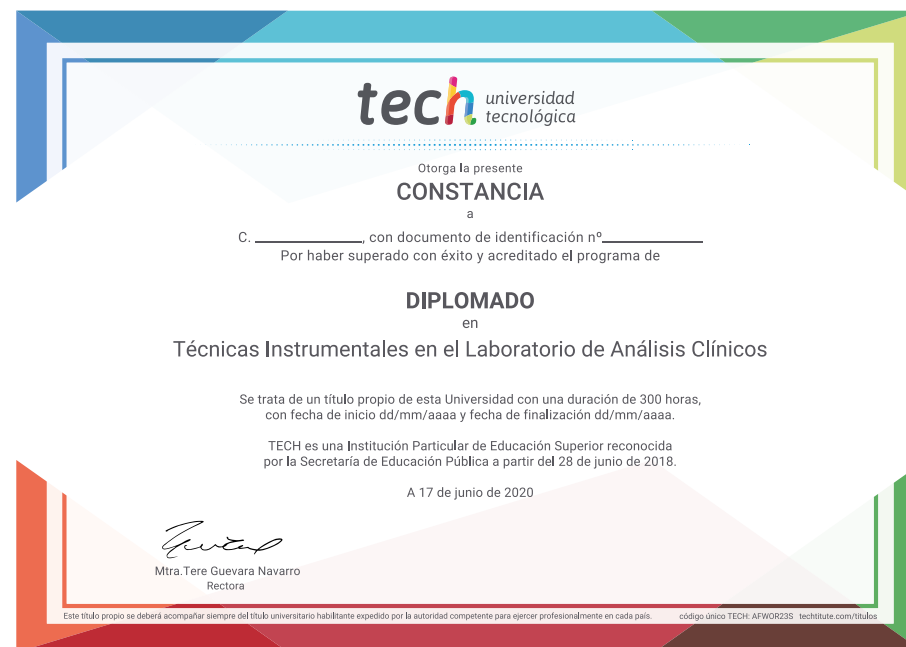 tech universidad
tecnológica
Otorga la presente
CONSTANCIA
a
C. ______________, con documento de identificación nº_____________
Por haber superado con éxito y acreditado el programa de
DIPLOMADO
en
Técnicas Instrumentales en el Laboratorio de Análisis Clínicos
Se trata de un título propio de esta Universidad con una duración de 300 horas,
con fecha de inicio dd/mm/aaaa y fecha de finalización dd/mm/aaaa.
TECH es una Institución Particular de Educación Superior reconocida
por la Secretaría de Educación Pública a partir del 28 de junio de 2018.
A 17 de junio de 2020
Mtra.Tere Guevara Navarro
Rectora
Este título propio se deberá acompañar siempre del título universitario habilitante expedido por la autoridad competente para ejercer profesionalmente en cada país. código único TECH: AFWOR23S techtitute.com/titulos